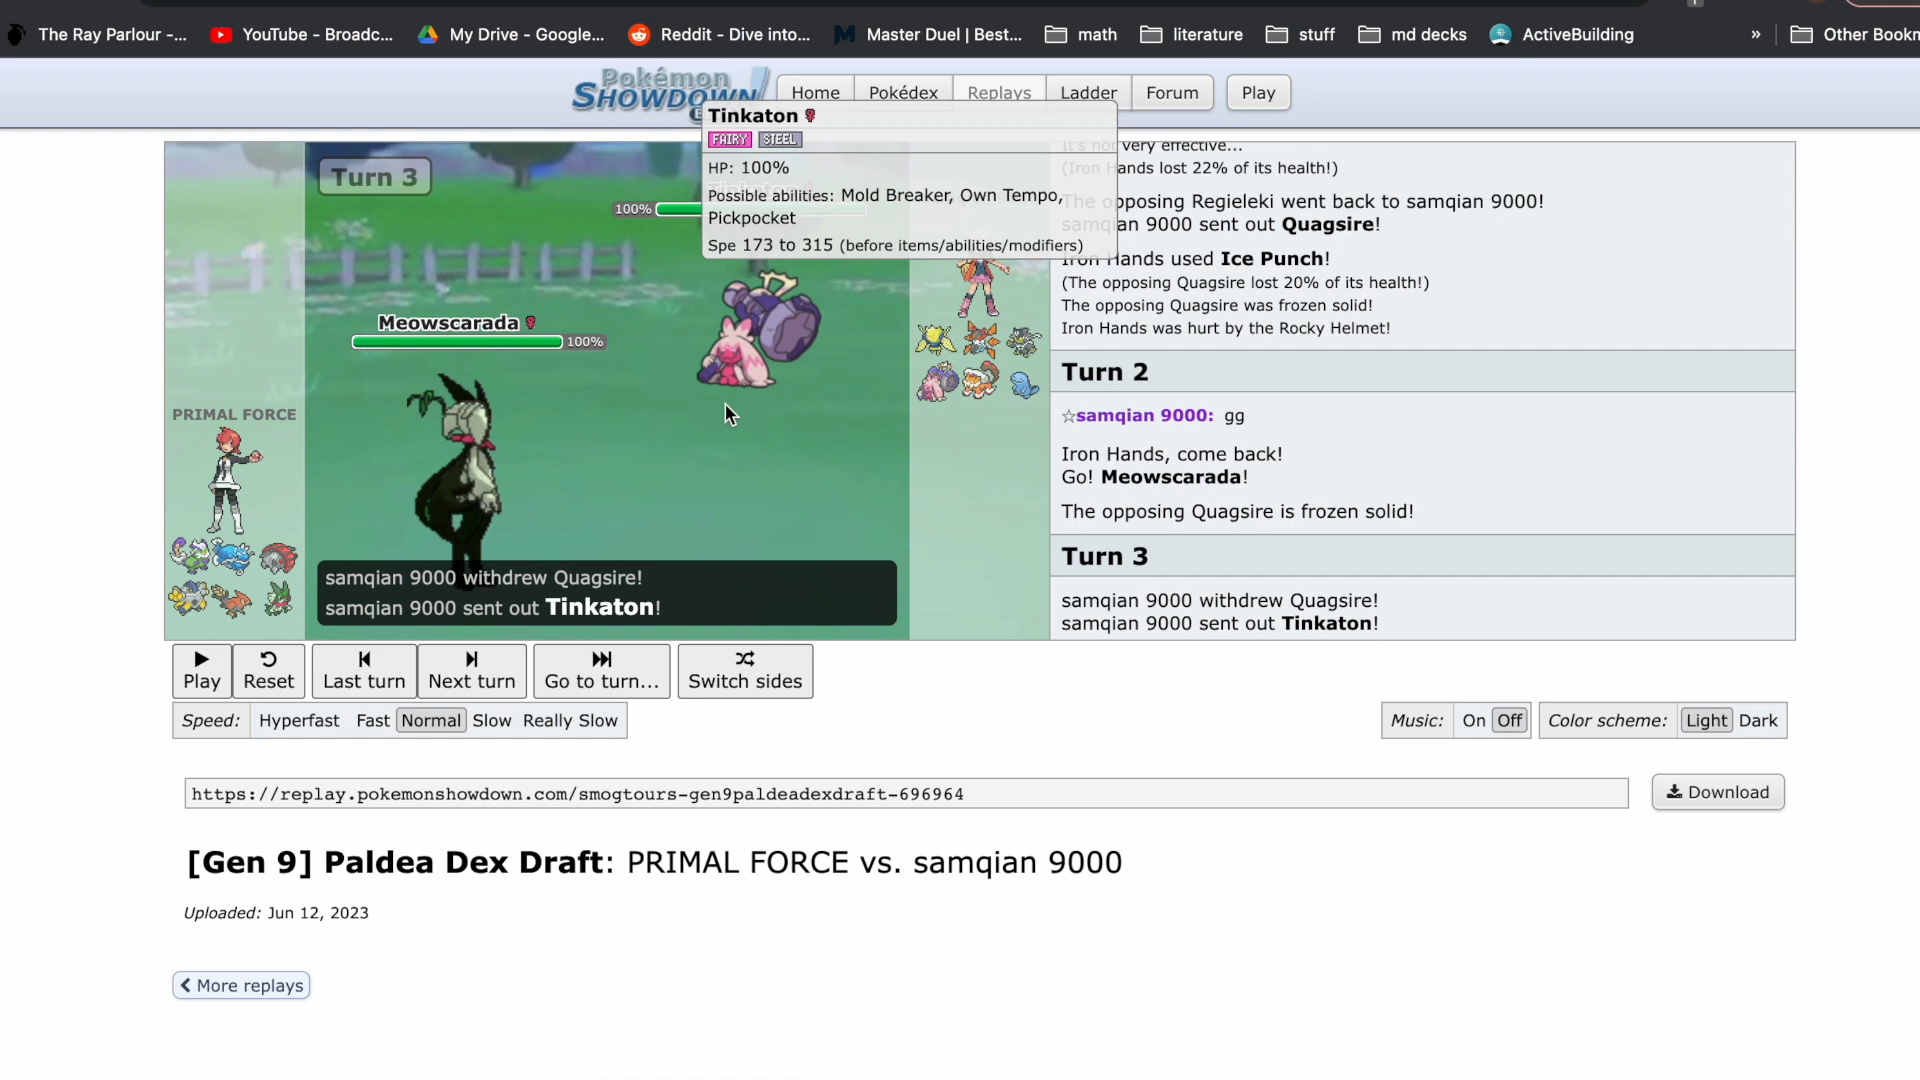 The Ray Parlour -...
YouTube - Broadc...
My Drive - Google...
Reddit - Dive into...
Master Duel | Best...
math
literature
stuff
md decks
ActiveBuilding
»
Other Bookm
Pokémon
SHOWDOWN!
Home
Pokédex
Replays
Ladder
Forum
Play
Tinkaton
FAIRY STEEL
HP: 100%
Possible abilities: Mold Breaker, Own Tempo,
Pickpocket
Spe 173 to 315 (before items/abilities/modifiers)
Turn 3
100%
Meowscarada
100%
PRIMAL FORCE
samqian 9000 withdrew Quagsire!
samqian 9000 sent out Tinkaton!
It's not very effective...
(Iron Hands lost 22% of its health!)
The opposing Regieleki went back to samqian 9000!
samqian 9000 sent out Quagsire!
Iron Hands used Ice Punch!
(The opposing Quagsire lost 20% of its health!)
The opposing Quagsire was frozen solid!
Iron Hands was hurt by the Rocky Helmet!
Turn 2
☆samqian 9000: gg
Iron Hands, come back!
Go! Meowscarada!
The opposing Quagsire is frozen solid!
Turn 3
samqian 9000 withdrew Quagsire!
samqian 9000 sent out Tinkaton!
Play
Reset
Last turn
Next turn
Go to turn...
Switch sides
Speed: Hyperfast Fast Normal Slow Really Slow
Music: On Off
Color scheme: Light Dark
https://replay.pokemonshowdown.com/smogtours-gen9paldeadexdraft-696964
Download
[Gen 9] Paldea Dex Draft: PRIMAL FORCE vs. samqian 9000
Uploaded: Jun 12, 2023
More replays